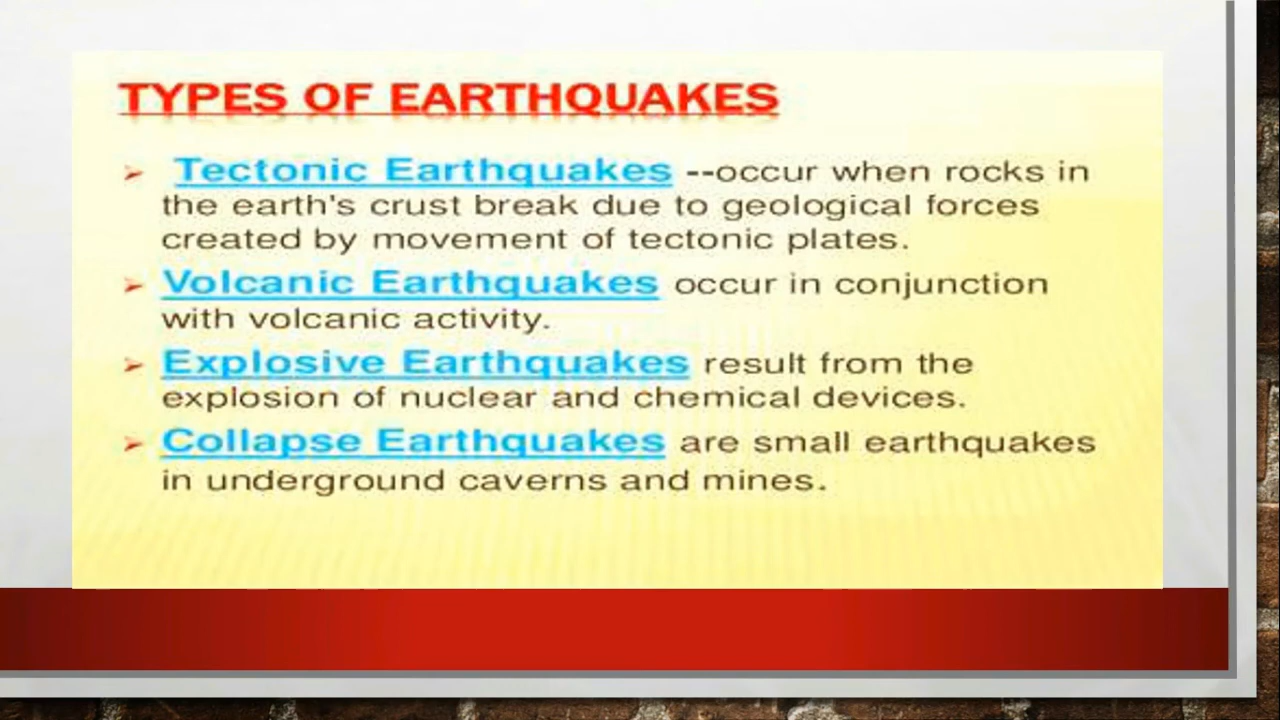 TYPES OF EARTHQUAKES
➢ Tectonic Earthquakes --occur when rocks in
the earth's crust break due to geological forces
created by movement of tectonic plates.
➢ Volcanic Earthquakes occur in conjunction
with volcanic activity.
➢ Explosive Earthquakes result from the
explosion of nuclear and chemical devices.
➢ Collapse Earthquakes are small earthquakes
in underground caverns and mines.